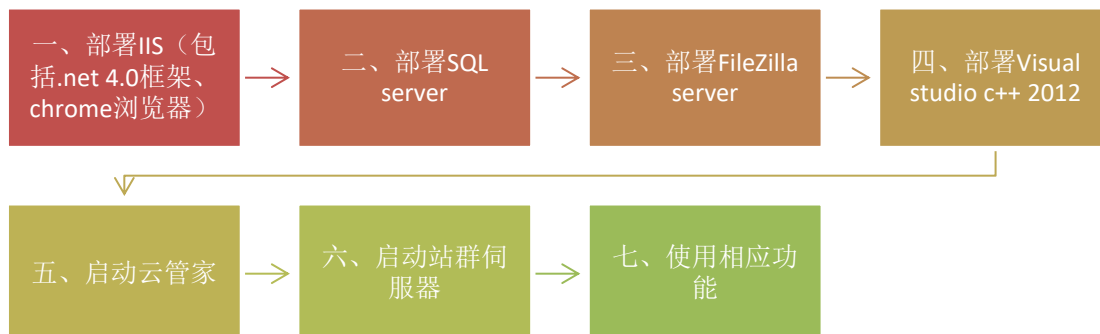 一、部署IIS（包
括.net 4.0框架、
chrome浏览器）
二、部署SQL
server
三、部署FileZilla
server
四、部署Visual
studio c++ 2012
五、启动云管家
六、启动站群伺
服器
七、使用相应功
能